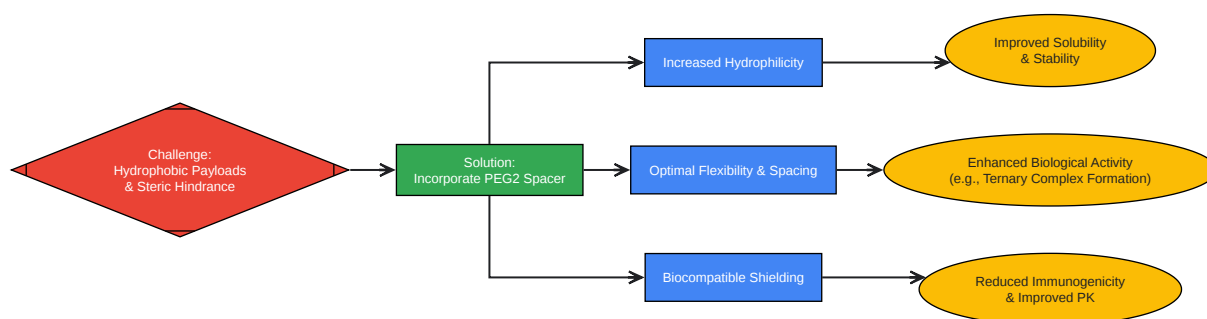 Challenge:
Hydrophobic Payloads
& Steric Hindrance
Solution:
Incorporate PEG2 Spacer
Increased Hydrophilicity
Improved Solubility
& Stability
Optimal Flexibility & Spacing
Enhanced Biological Activity
(e.g., Ternary Complex Formation)
Biocompatible Shielding
Reduced Immunogenicity
& Improved PK